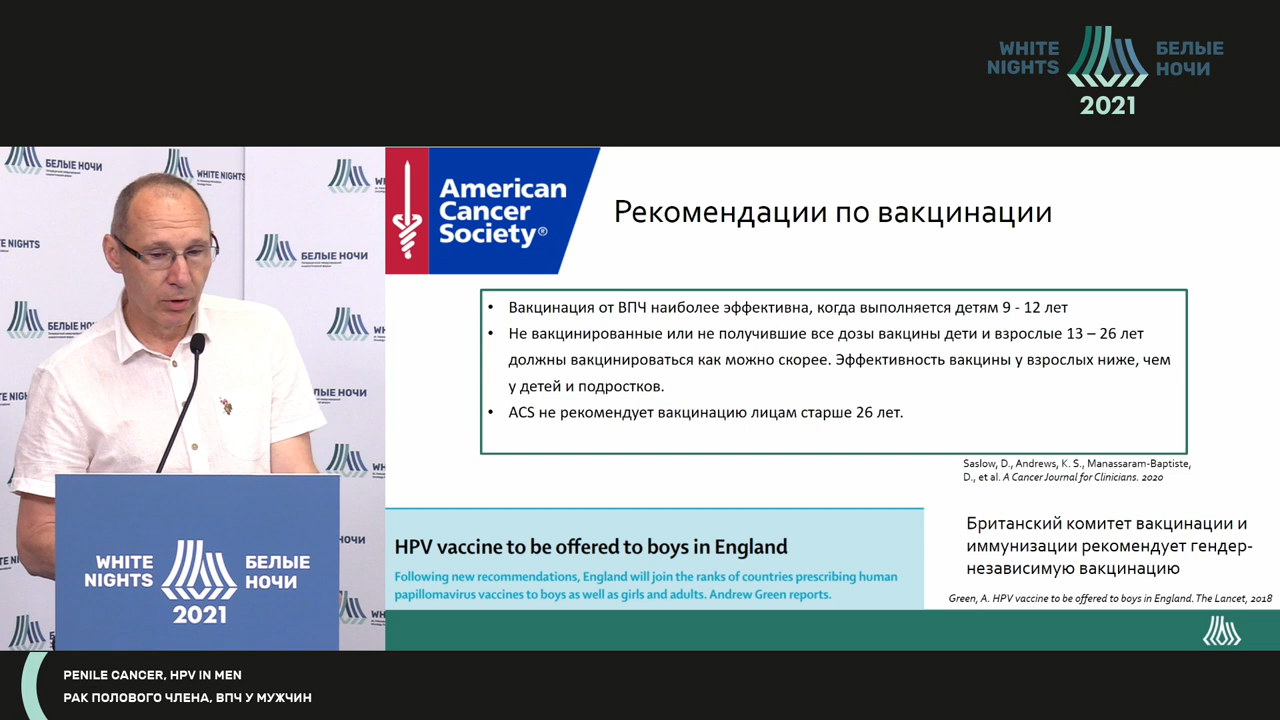 WHITE NIGHTS
БЕЛЫЕ НОЧИ
2021
БЕЛЫЕ НОЧИ
WHITE NIGHTS
БЕЛЫЕ НОЧИ
WHITE
NIGHTS
БЕЛЫЕ
НОЧИ
2021
American
Cancer
Society®
Рекомендации по вакцинации
• Вакцинация от ВПЧ наиболее эффективна, когда выполняется детям 9 - 12 лет
• Не вакцинированные или не получившие все дозы вакцины дети и взрослые 13 – 26 лет
должны вакцинироваться как можно скорее. Эффективность вакцины у взрослых ниже, чем
у детей и подростков.
• ACS не рекомендует вакцинацию лицам старше 26 лет.
Saslow, D., Andrews, K. S., Manassaram-Baptiste,
D., et al. A Cancer Journal for Clinicians. 2020
HPV vaccine to be offered to boys in England
Following new recommendations, England will join the ranks of countries prescribing human
papillomavirus vaccines to boys as well as girls and adults. Andrew Green reports.
Британский комитет вакцинации и
иммунизации рекомендует гендер-
независимую вакцинацию
Green, A. HPV vaccine to be offered to boys in England. The Lancet, 2018
PENILE CANCER, HPV IN MEN
РАК ПОЛОВОГО ЧЛЕНА, ВПЧ У МУЖЧИН